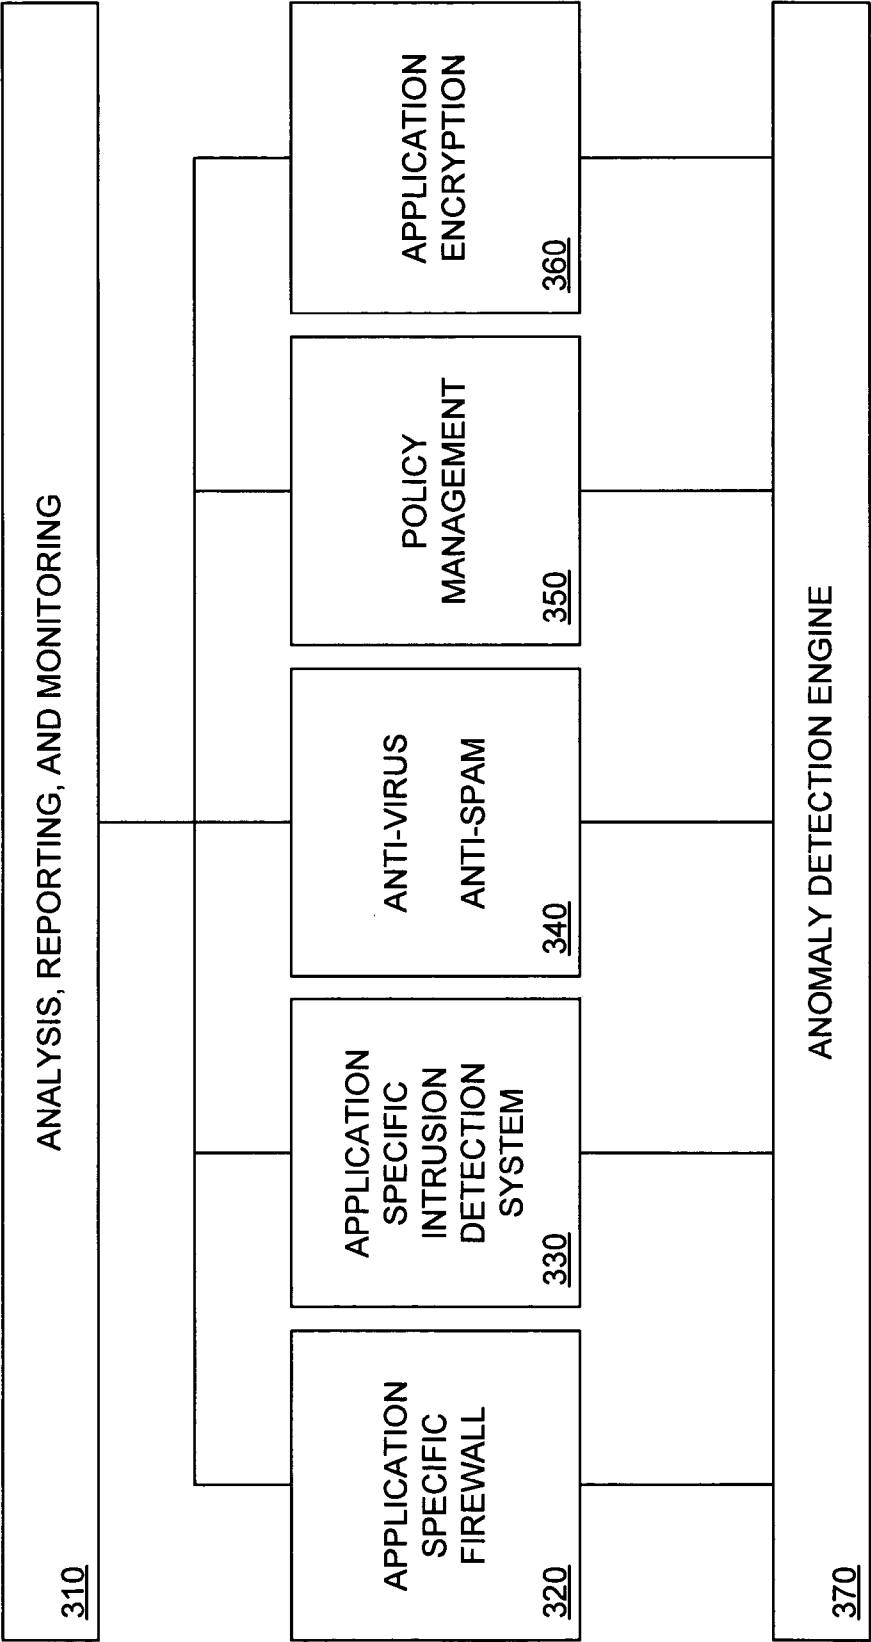 ANALYSIS, REPORTING, AND MONITORING
310
APPLICATION
SPECIFIC
FIREWALL
320
APPLICATION
SPECIFIC
INTRUSION
DETECTION
SYSTEM
330
ANTI-VIRUS
ANTI-SPAM
340
POLICY
MANAGEMENT
350
APPLICATION
ENCRYPTION
360
ANOMALY DETECTION ENGINE
370